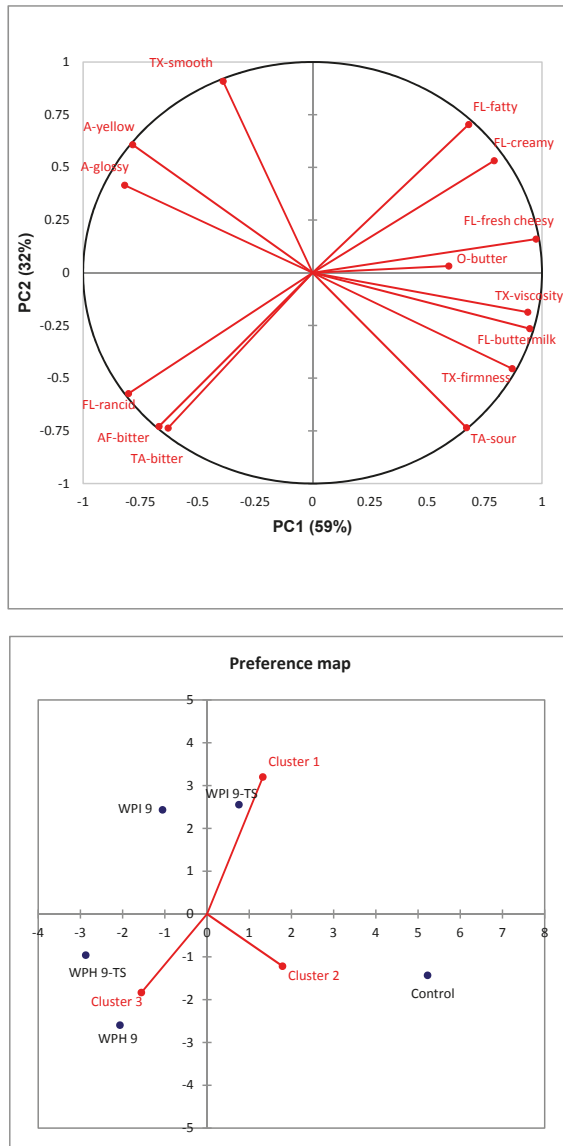 1
TX-smooth
0.75
FL-fatty
A-yellow
FL-creamy
0.5
A-glossy
0.25
FL-fresh cheesy
O-butter
PC2 (32%)
0
TX-viscosity
-0.25
FL-buttermilk
TX-firmness
-0.5
FL-rancid
AF-bitter
-0.75
TA-sour
TA-bitter
-1
-1 -0.75 -0.5 -0.25 0 0.25 0.5 0.75 1
PC1 (59%)
Preference map
5
4
Cluster 1
3
WPI 9 WPI 9-TS
2
1
0
-4 -3 -2 -1 0 1 2 3 4 5 6 7 8
-1
WPH 9-TS
Cluster 2
Control
-2
Cluster 3
WPH 9
-3
-4
-5